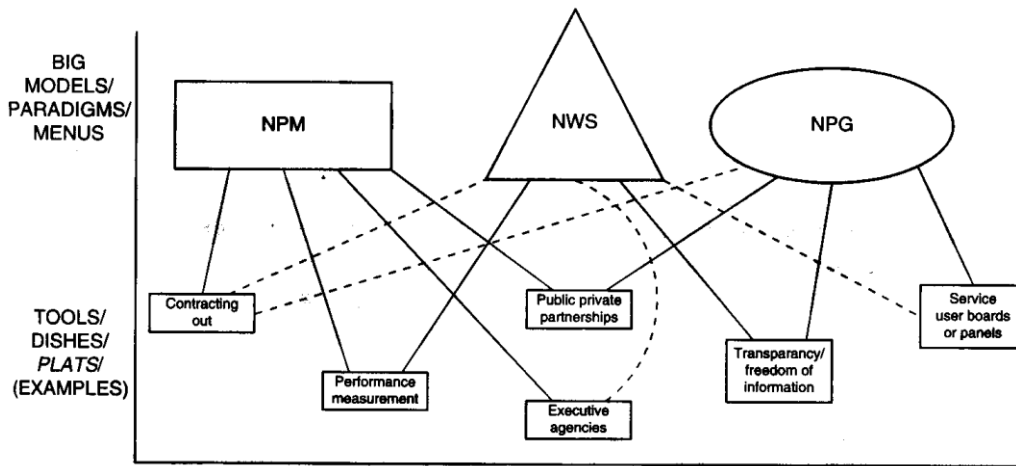 BIG
MODELS/
PARADIGMS/
MENUS
NPM
NWS
NPG
TOOLS/
DISHES/
PLATS/
(EXAMPLES)
Contracting
out
Performance
measurement
Public private
partnerships
Executive
agencies
Transparancy/
freedom of
information
Service
user boards
or panels